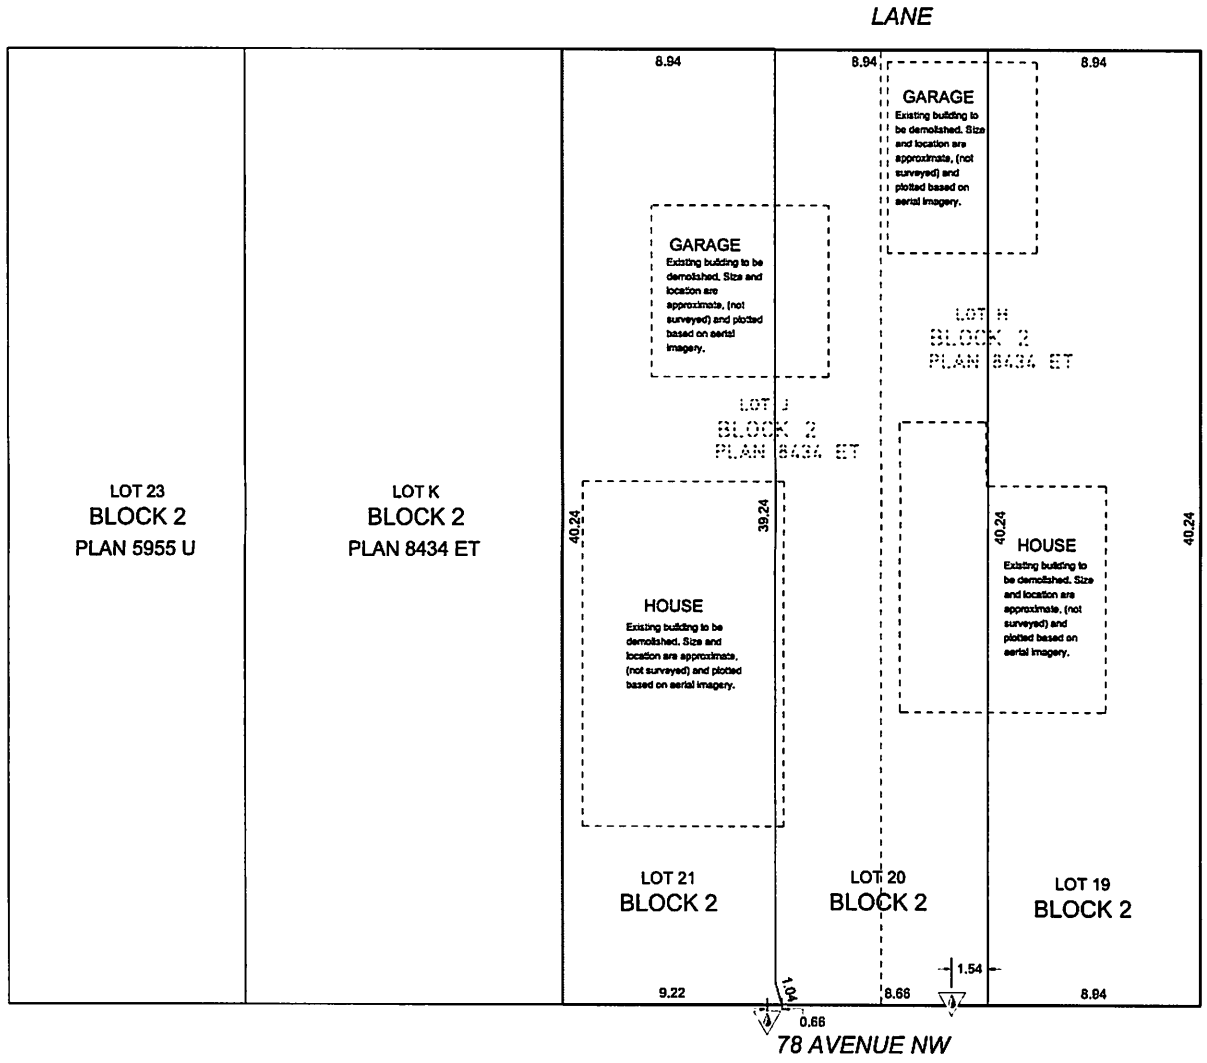 LANE
8.94
8.94
8.94
GARAGE
Existing building to
be demolished. Size
and location are
approximate, (not
surveyed) and
plotted based on
aerial imagery.
GARAGE
Existing building to be
demolished. Size and
location are
approximate, (not
surveyed) and plotted
based on aerial
imagery.
LOT H
BLOCK 2
PLAN 8434 ET
LOT J
BLOCK 2
PLAN 8434 ET
LOT 23
BLOCK 2
PLAN 5955 U
LOT K
BLOCK 2
PLAN 8434 ET
40.24
39.24
40.24
40.24
HOUSE
Existing building to
be demolished. Size
and location are
approximate, (not
surveyed) and
plotted based on
aerial imagery.
HOUSE
Existing building to be
demolished. Size and
location are approximate,
(not surveyed) and plotted
based on aerial imagery.
LOT 21
BLOCK 2
LOT 20
BLOCK 2
LOT 19
BLOCK 2
1.54
9.22
1.04
8.66
8.94
0.66
78 AVENUE NW